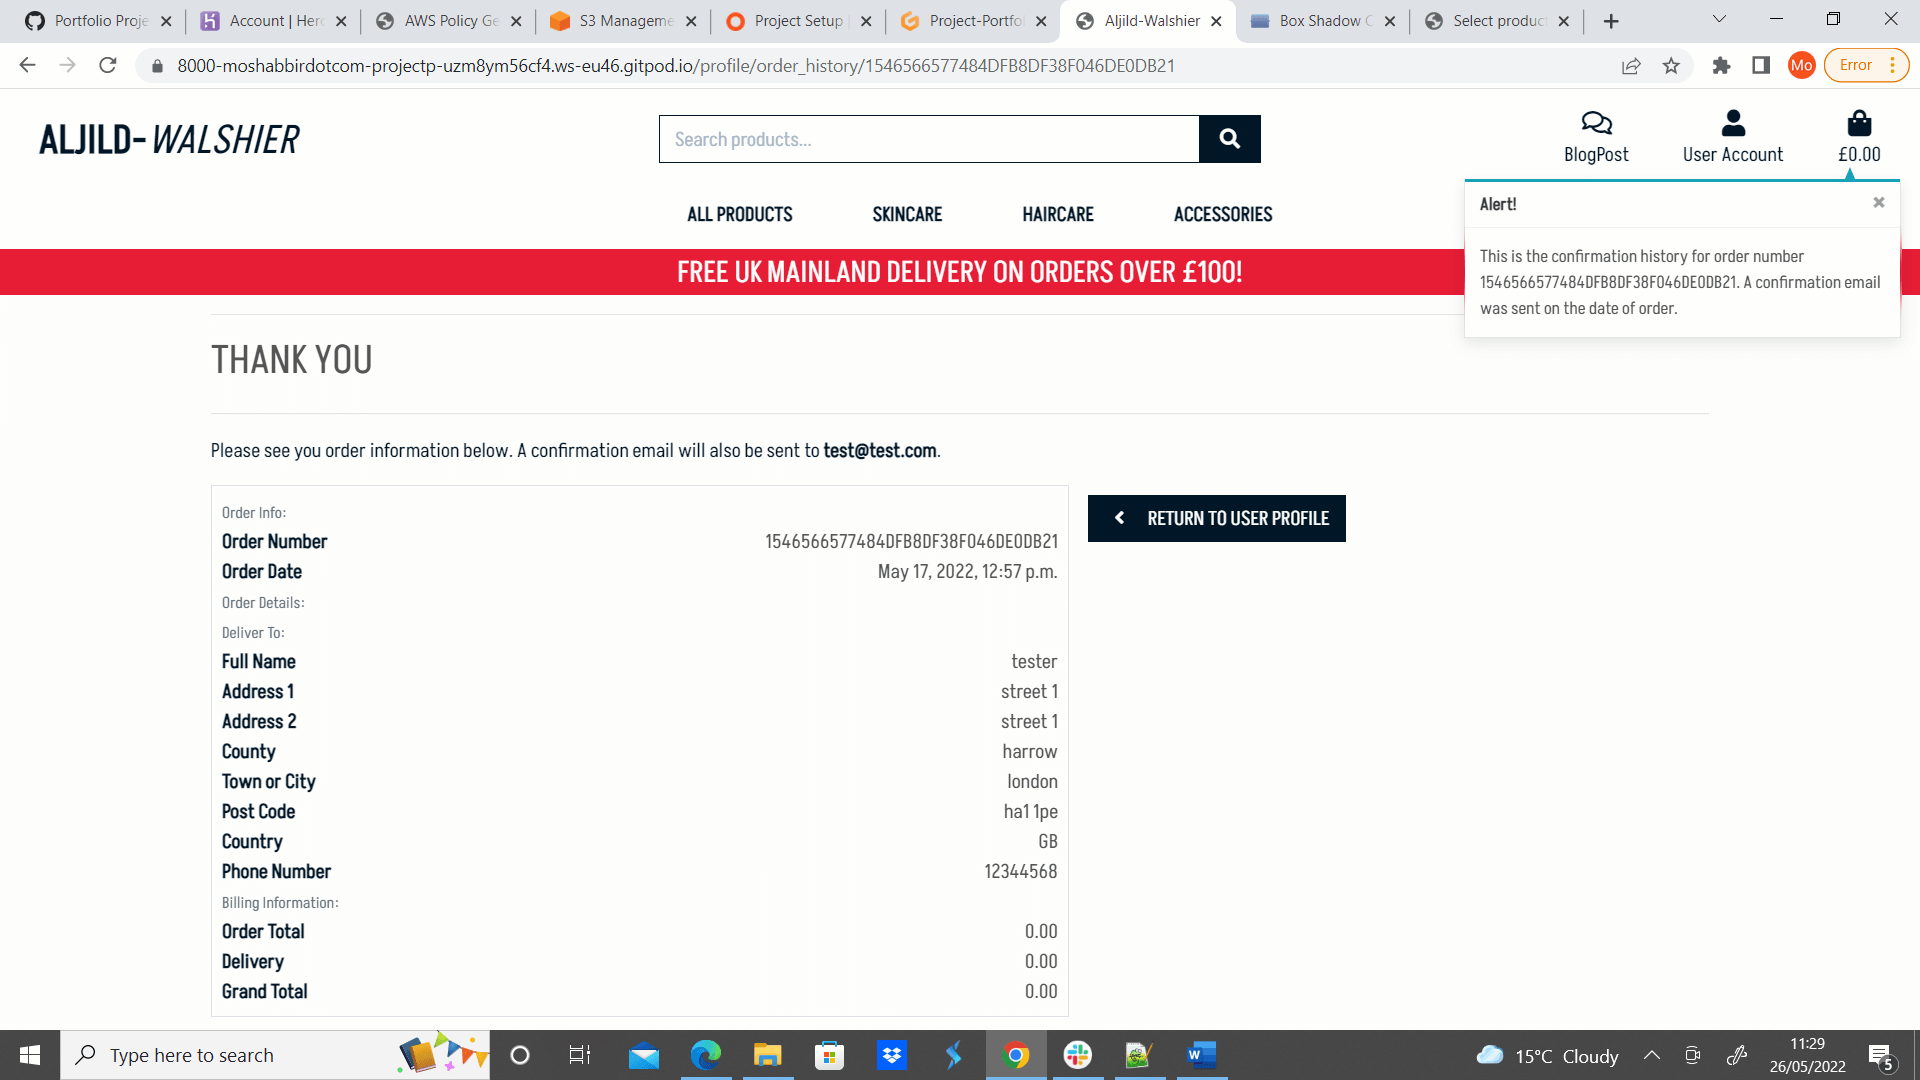 Portfolio Proje
Account | Hero
AWS Policy Ge
S3 Manageme
Project Setup
Project-Portfol
Aljild-Walshier
Box Shadow C
Select product
8000-moshabbirdotcom-projectp-uzm8ym56cf4.ws-eu46.gitpod.io/profile/order_history/1546566577484DFB8DF38F046DE0DB21
Mo
Error
ALJILD-WALSHIER
Search products...
BlogPost
User Account
£0.00
ALL PRODUCTS
SKINCARE
HAIRCARE
ACCESSORIES
Alert!
This is the confirmation history for order number
1546566577484DFB8DF38F046DE0DB21. A confirmation email
was sent on the date of order.
FREE UK MAINLAND DELIVERY ON ORDERS OVER £100!
THANK YOU
Please see you order information below. A confirmation email will also be sent to test@test.com.
RETURN TO USER PROFILE
Order Info:
Order Number 1546566577484DFB8DF38F046DE0DB21
Order Date May 17, 2022, 12:57 p.m.
Order Details:
Deliver To:
Full Name tester
Address 1 street 1
Address 2 street 1
County harrow
Town or City london
Post Code ha1 1pe
Country GB
Phone Number 12344568
Billing Information:
Order Total 0.00
Delivery 0.00
Grand Total 0.00
Type here to search
15°C Cloudy
11:29
26/05/2022
5